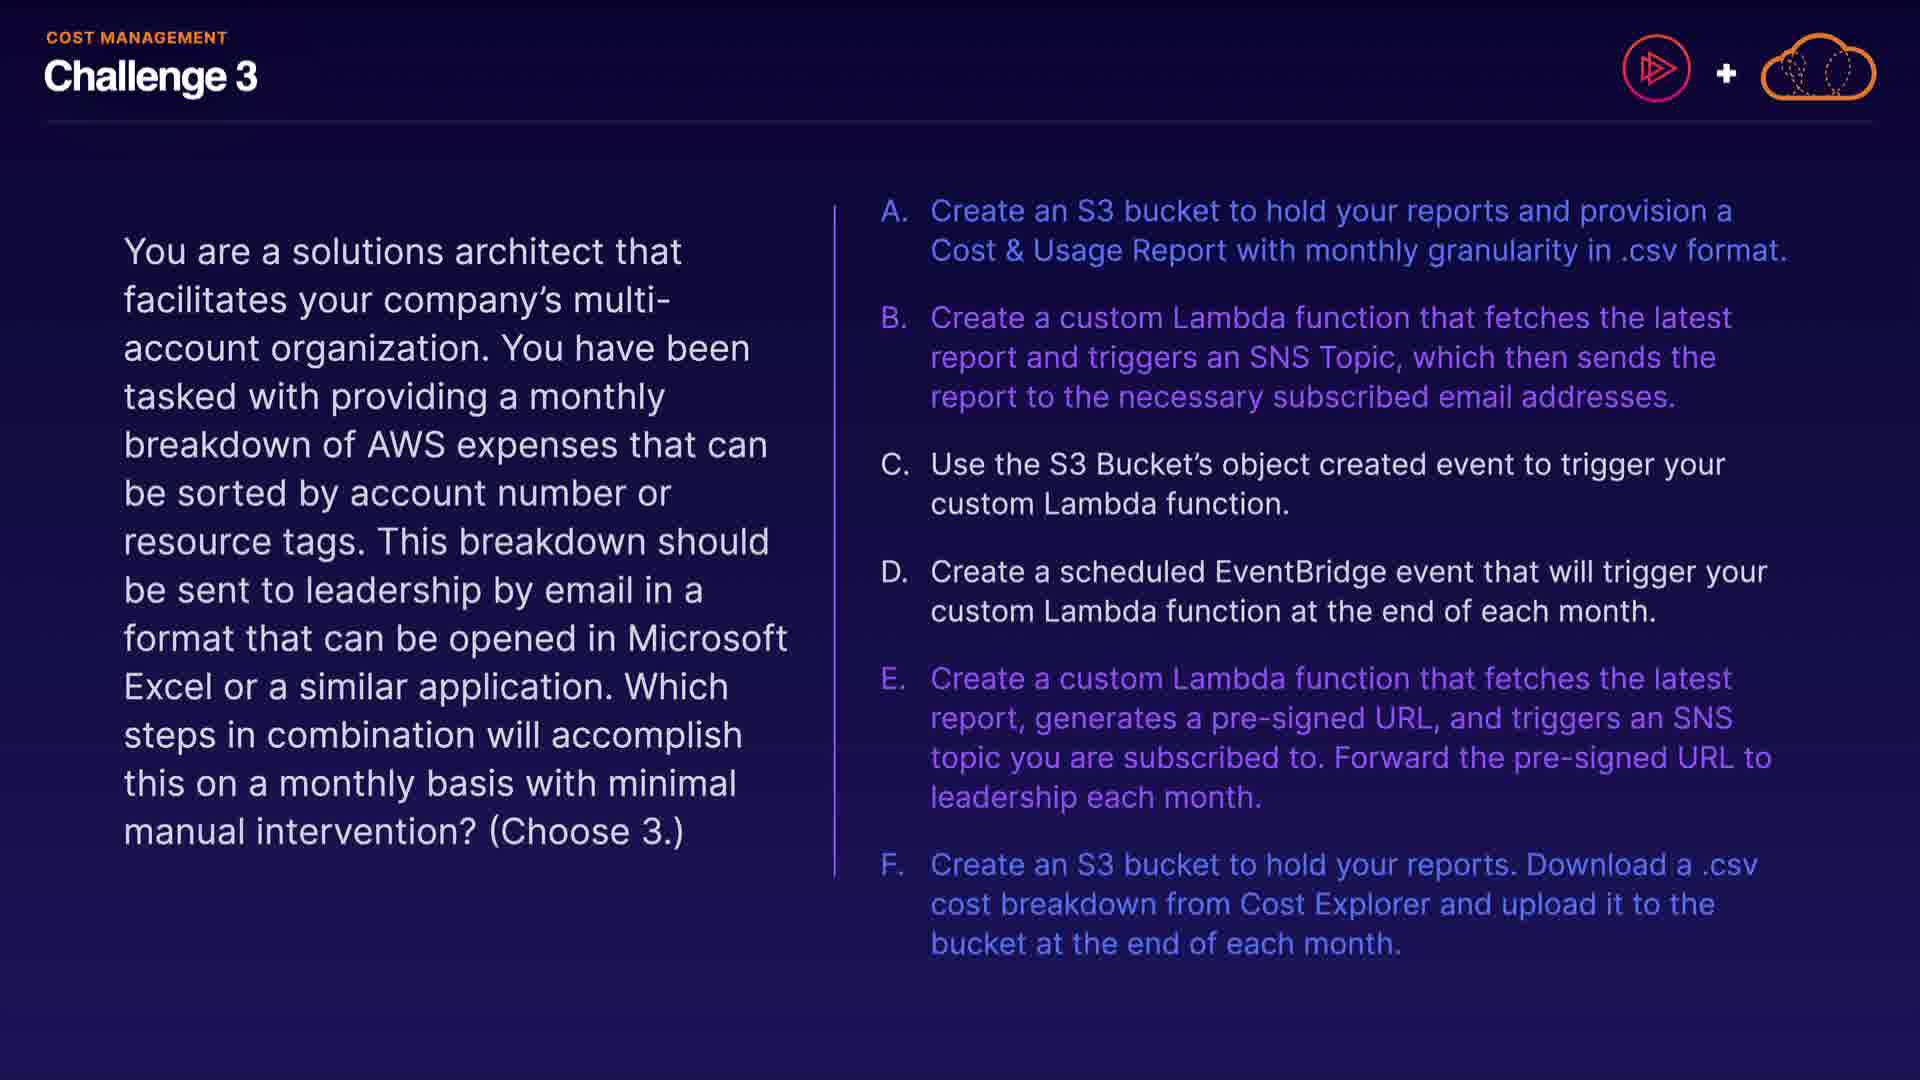 COST MANAGEMENT
Challenge 3
You are a solutions architect that
facilitates your company’s multi-
account organization. You have been
tasked with providing a monthly
breakdown of AWS expenses that can
be sorted by account number or
resource tags. This breakdown should
be sent to leadership by email in a
format that can be opened in Microsoft
Excel or a similar application. Which
steps in combination will accomplish
this on a monthly basis with minimal
manual intervention? (Choose 3.)
A. Create an S3 bucket to hold your reports and provision a
Cost & Usage Report with monthly granularity in .csv format.
B. Create a custom Lambda function that fetches the latest
report and triggers an SNS Topic, which then sends the
report to the necessary subscribed email addresses.
C. Use the S3 Bucket’s object created event to trigger your
custom Lambda function.
D. Create a scheduled EventBridge event that will trigger your
custom Lambda function at the end of each month.
E. Create a custom Lambda function that fetches the latest
report, generates a pre-signed URL, and triggers an SNS
topic you are subscribed to. Forward the pre-signed URL to
leadership each month.
F. Create an S3 bucket to hold your reports. Download a .csv
cost breakdown from Cost Explorer and upload it to the
bucket at the end of each month.